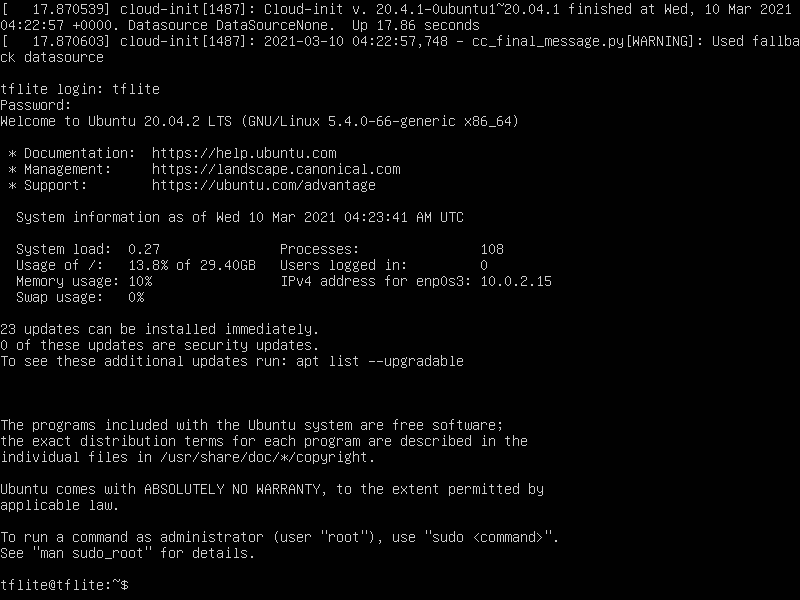 [   17.870539] cloud-init[1487]: Cloud-init v. 20.4.1-0ubuntu1~20.04.1 finished at Wed, 10 Mar 2021
04:22:57 +0000. Datasource DataSourceNone.  Up 17.86 seconds
[   17.870603] cloud-init[1487]: 2021-03-10 04:22:57,748 - cc_final_message.py[WARNING]: Used fallba
ck datasource
tflite login: tflite
Password:
Welcome to Ubuntu 20.04.2 LTS (GNU/Linux 5.4.0-66-generic x86_64)
 * Documentation:  https://help.ubuntu.com
 * Management:     https://landscape.canonical.com
 * Support:        https://ubuntu.com/advantage
  System information as of Wed 10 Mar 2021 04:23:41 AM UTC
  System load:  0.27               Processes:               108
  Usage of /:   13.8% of 29.40GB   Users logged in:         0
  Memory usage: 10%                IPv4 address for enp0s3: 10.0.2.15
  Swap usage:   0%
23 updates can be installed immediately.
0 of these updates are security updates.
To see these additional updates run: apt list --upgradable
The programs included with the Ubuntu system are free software;
the exact distribution terms for each program are described in the
individual files in /usr/share/doc/*/copyright.
Ubuntu comes with ABSOLUTELY NO WARRANTY, to the extent permitted by
applicable law.
To run a command as administrator (user "root"), use "sudo <command>".
See "man sudo_root" for details.
tflite@tflite:~$